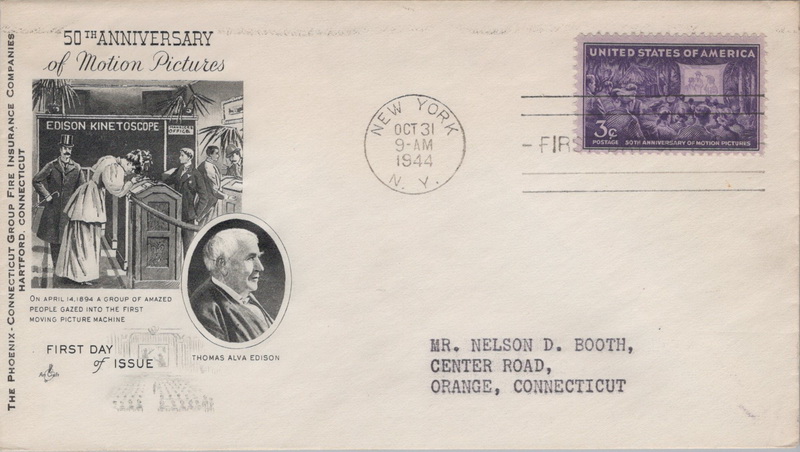 THE PHOENIX - CONNECTICUT GROUP FIRE INSURANCE COMPANIES,
HARTFORD, CONNECTICUT
50TH ANNIVERSARY
of Motion Pictures
EDISON KINETOSCOPE
OFFICE
ON APRIL 14, 1894 A GROUP OF AMAZED
PEOPLE GAZED INTO THE FIRST
MOVING PICTURE MACHINE
THOMAS ALVA EDISON
FIRST DAY
of ISSUE
NEW YORK
OCT 31
9-AM
1944
N. Y.
- FIR
UNITED STATES OF AMERICA
3¢
POSTAGE 50TH ANNIVERSARY OF MOTION PICTURES
MR. NELSON D. BOOTH,
CENTER ROAD,
ORANGE, CONNECTICUT